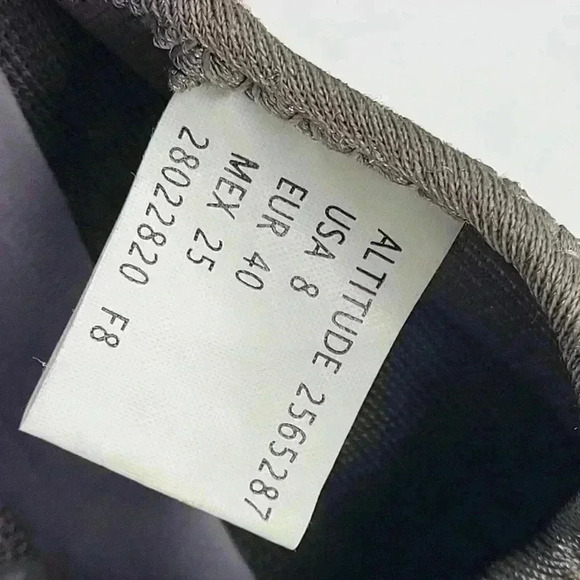 ALTITUDE 2565287
USA 8
EUR 40
MEX 25
28022820 F8